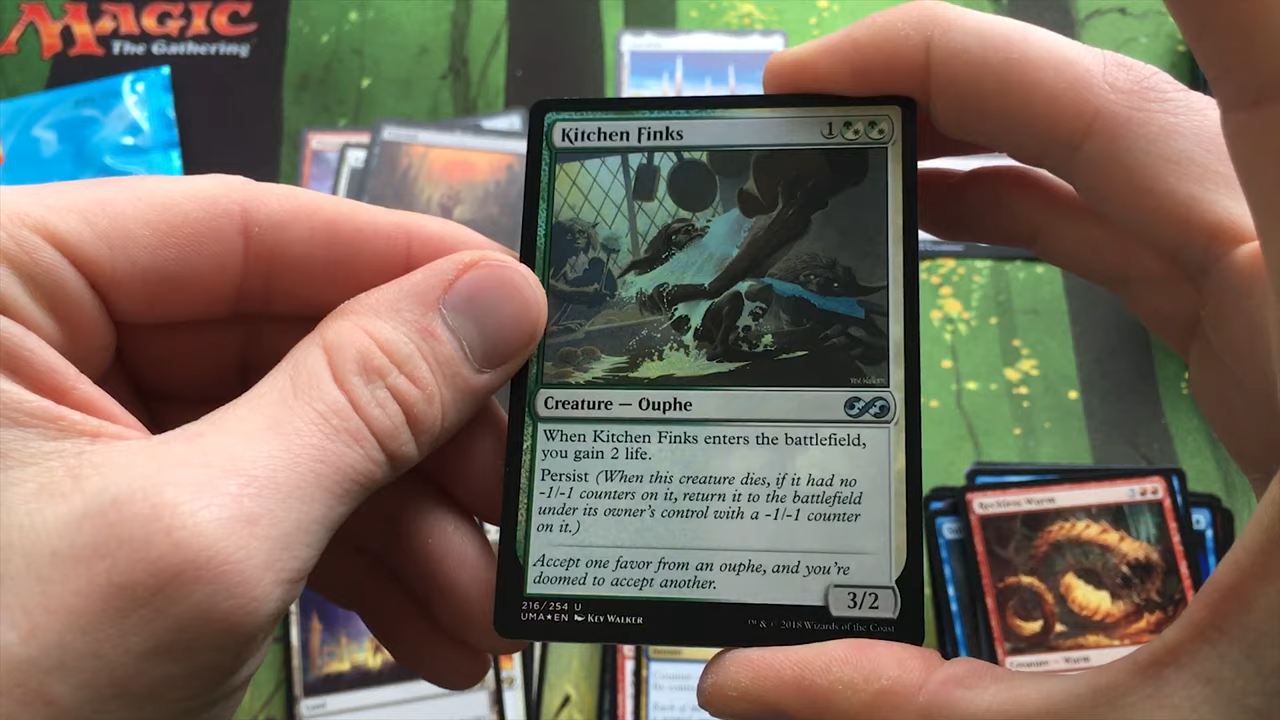 MAGIC
The Gathering
Kitchen Finks
1
KEV WALKER
Creature — Ouphe
When Kitchen Finks enters the battlefield,
you gain 2 life.
Persist (When this creature dies, if it had no
-1/-1 counters on it, return it to the battlefield
under its owner's control with a -1/-1 counter
on it.)
Accept one favor from an ouphe, and you're
doomed to accept another.
3/2
216/254 U
UMA★EN KEV WALKER
™ & © 2018 Wizards of the Coast
Reckless Wurm
Creature — Wurm
Land